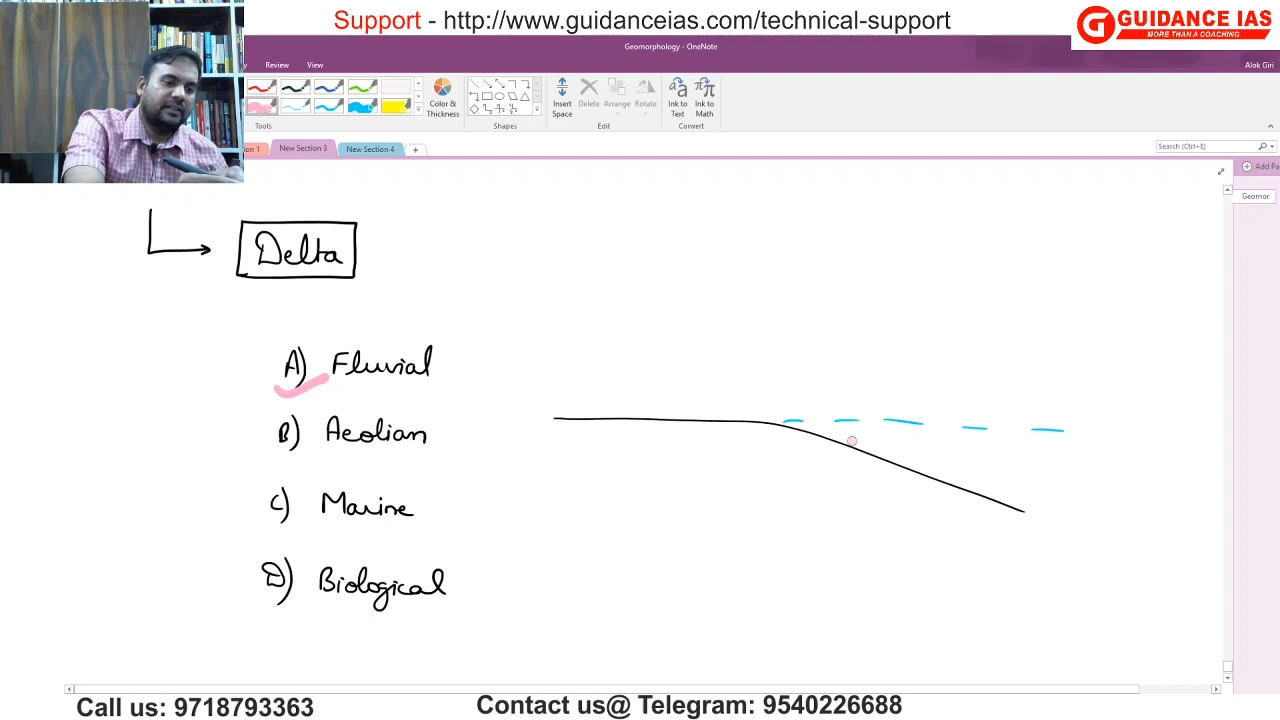 Support - http://www.guidanceias.com/technical-support
GUIDANCE IAS
MORE THAN A COACHING
Geomorphology - OneNote
Review View
Alok Giri
Color & Thickness
Insert Space
Delete
Arrange
Rotate
Ink to Text
Ink to Math
Tools
Shapes
Edit
Convert
New Section 3
New Section 4
Search (Ctrl+E)
Geomor
Delta
A) Fluvial
B) Aeolian
C) Marine
D) Biological
Call us: 9718793363
Contact us@ Telegram: 9540226688